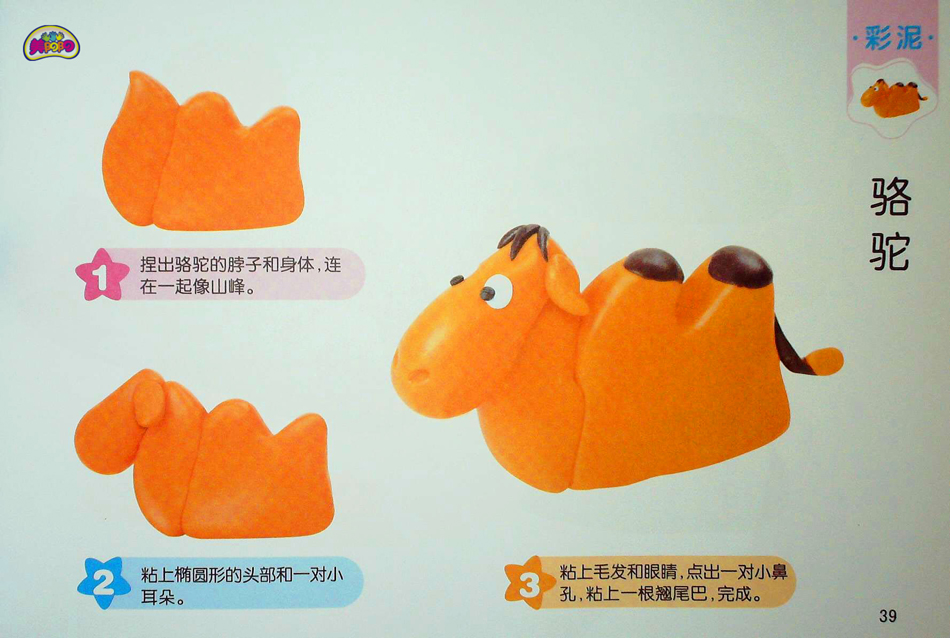 MPOPO
·彩泥·
骆
驼
1
捏出骆驼的脖子和身体,连
在一起像山峰。
2
粘上椭圆形的头部和一对小
耳朵。
3
粘上毛发和眼睛,点出一对小鼻
孔,粘上一根翘尾巴,完成。
39